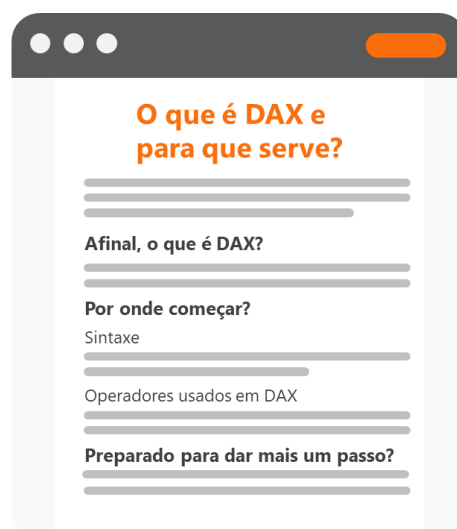 O que é DAX e
para que serve?
Afinal, o que é DAX?
Por onde começar?
Sintaxe
Operadores usados em DAX
Preparado para dar mais um passo?